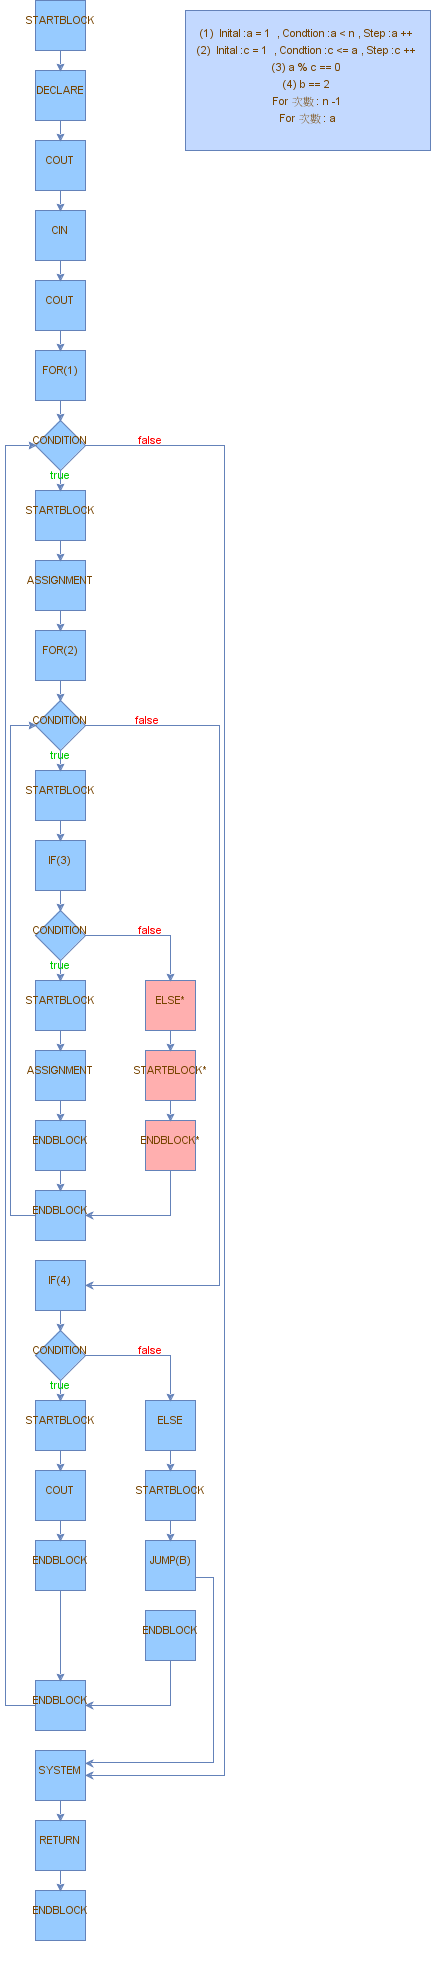 STARTBLOCK
(1) Inital :a = 1 , Condtion :a < n , Step :a ++
(2) Inital :c = 1 , Condtion :c <= a , Step :c ++
(3) a % c == 0
(4) b == 2
For 次數 : n -1
For 次數 : a
DECLARE
COUT
CIN
COUT
FOR(1)
CONDITION
false
true
STARTBLOCK
ASSIGNMENT
FOR(2)
CONDITION
false
true
STARTBLOCK
IF(3)
CONDITION
false
true
STARTBLOCK
ELSE*
ASSIGNMENT
STARTBLOCK*
ENDBLOCK
ENDBLOCK*
ENDBLOCK
IF(4)
CONDITION
false
true
STARTBLOCK
ELSE
COUT
STARTBLOCK
ENDBLOCK
JUMP(B)
ENDBLOCK
ENDBLOCK
SYSTEM
RETURN
ENDBLOCK